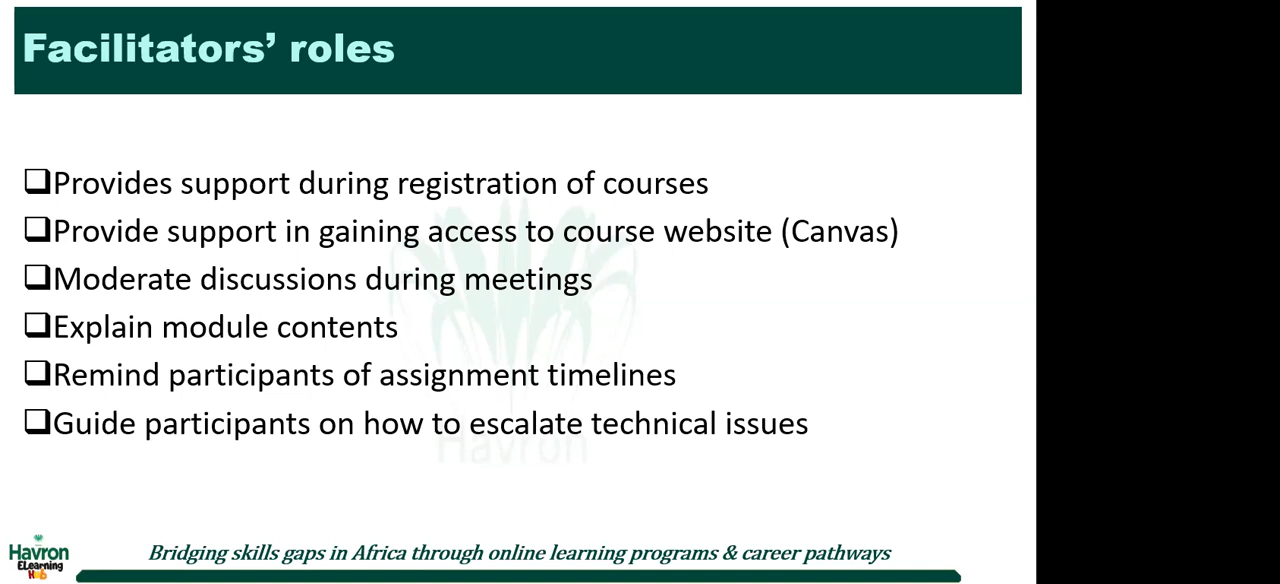 Facilitators’ roles
❑Provides support during registration of courses
❑Provide support in gaining access to course website (Canvas)
❑Moderate discussions during meetings
❑Explain module contents
❑Remind participants of assignment timelines
❑Guide participants on how to escalate technical issues
Havron
Havron
ELearning
Hub
Bridging skills gaps in Africa through online learning programs & career pathways